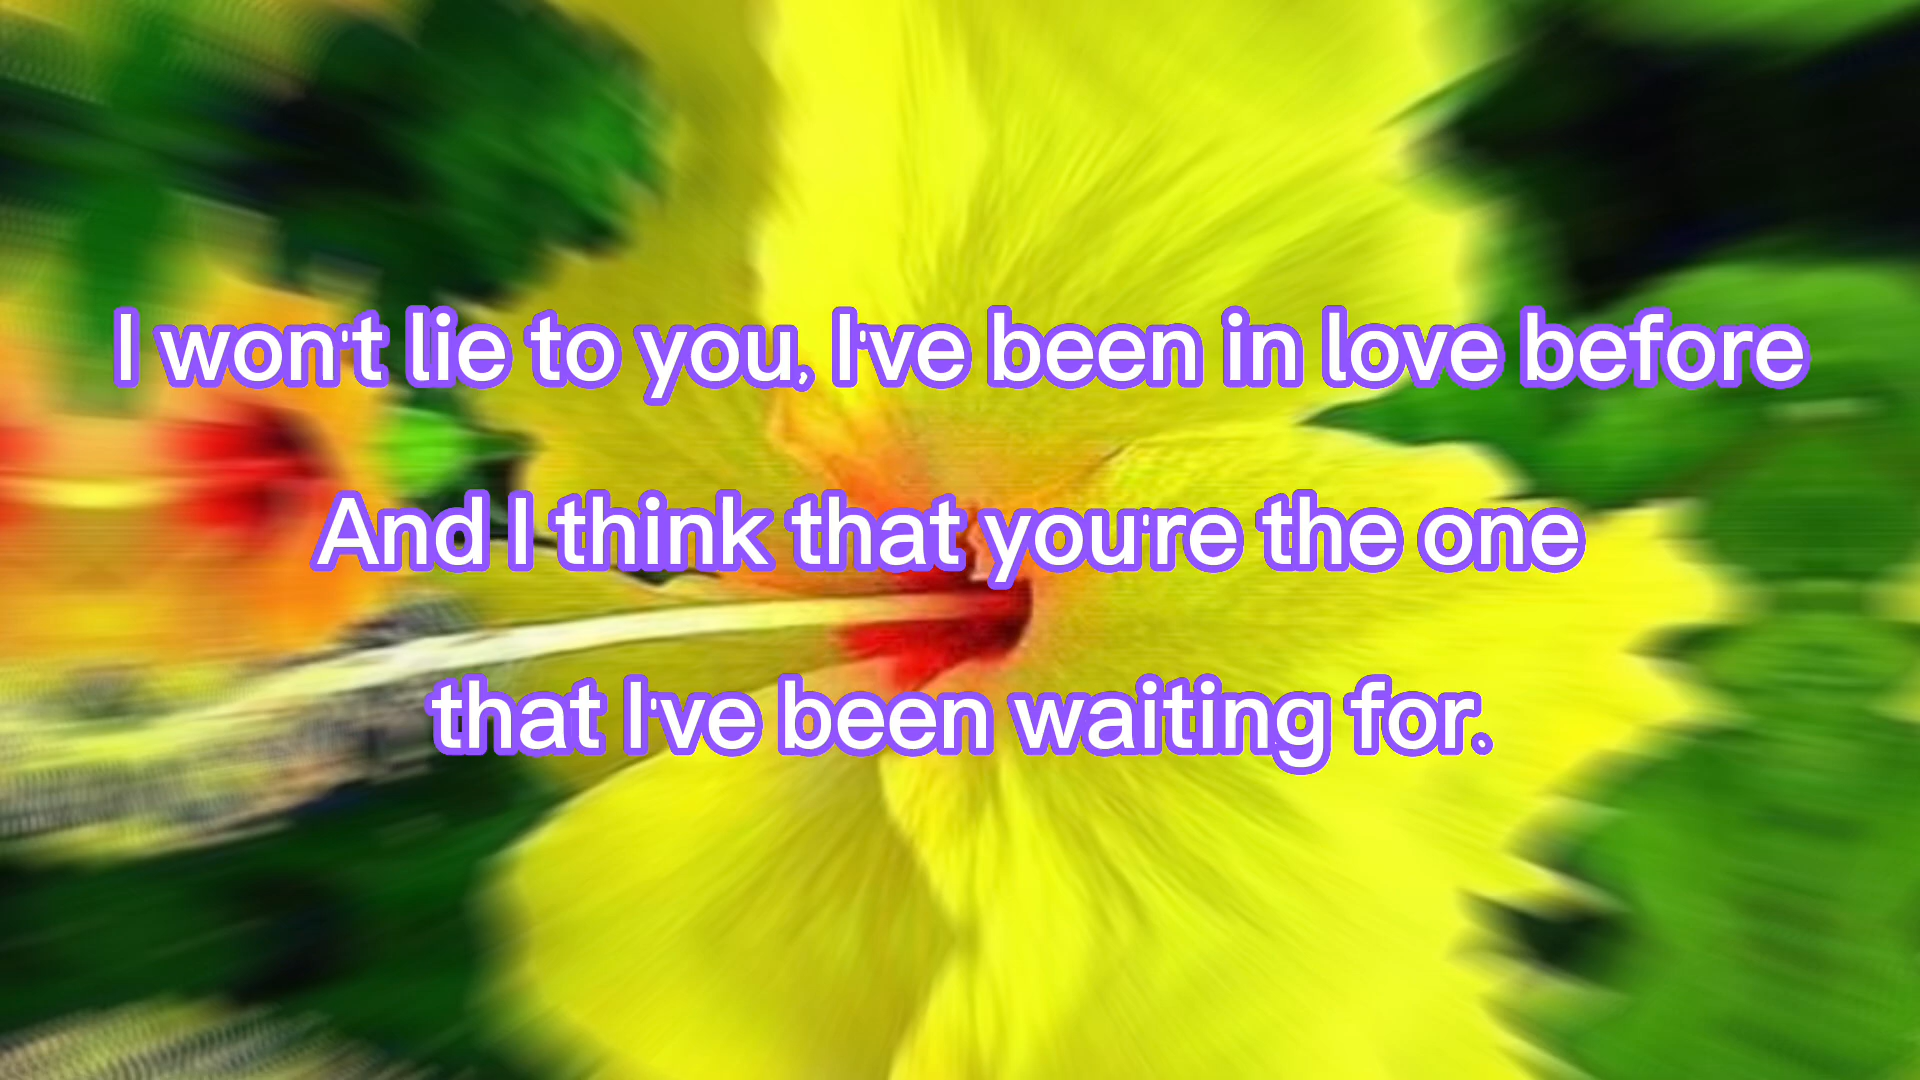 I won't lie to you, I've been in love before
And I think that you're the one
that I've been waiting for.